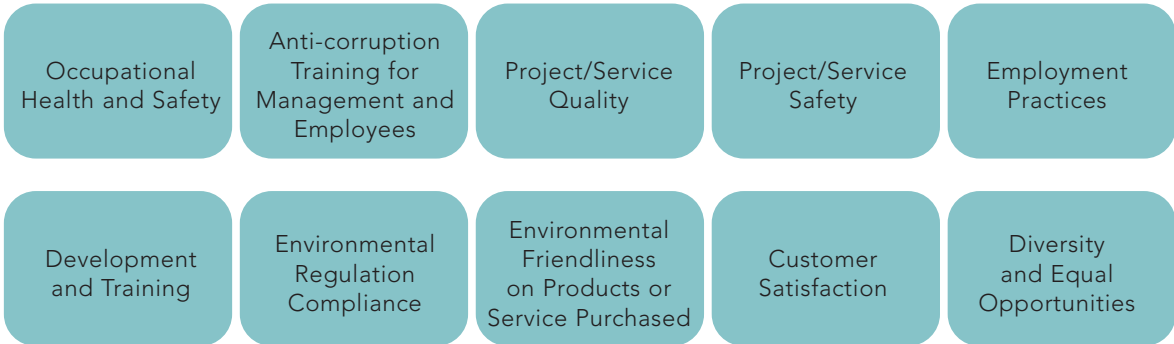 Occupational
Health and Safety
Anti-corruption
Training for
Management and
Employees
Project/Service
Quality
Project/Service
Safety
Employment
Practices
Development
and Training
Environmental
Regulation
Compliance
Environmental
Friendliness
on Products or
Service Purchased
Customer
Satisfaction
Diversity
and Equal
Opportunities